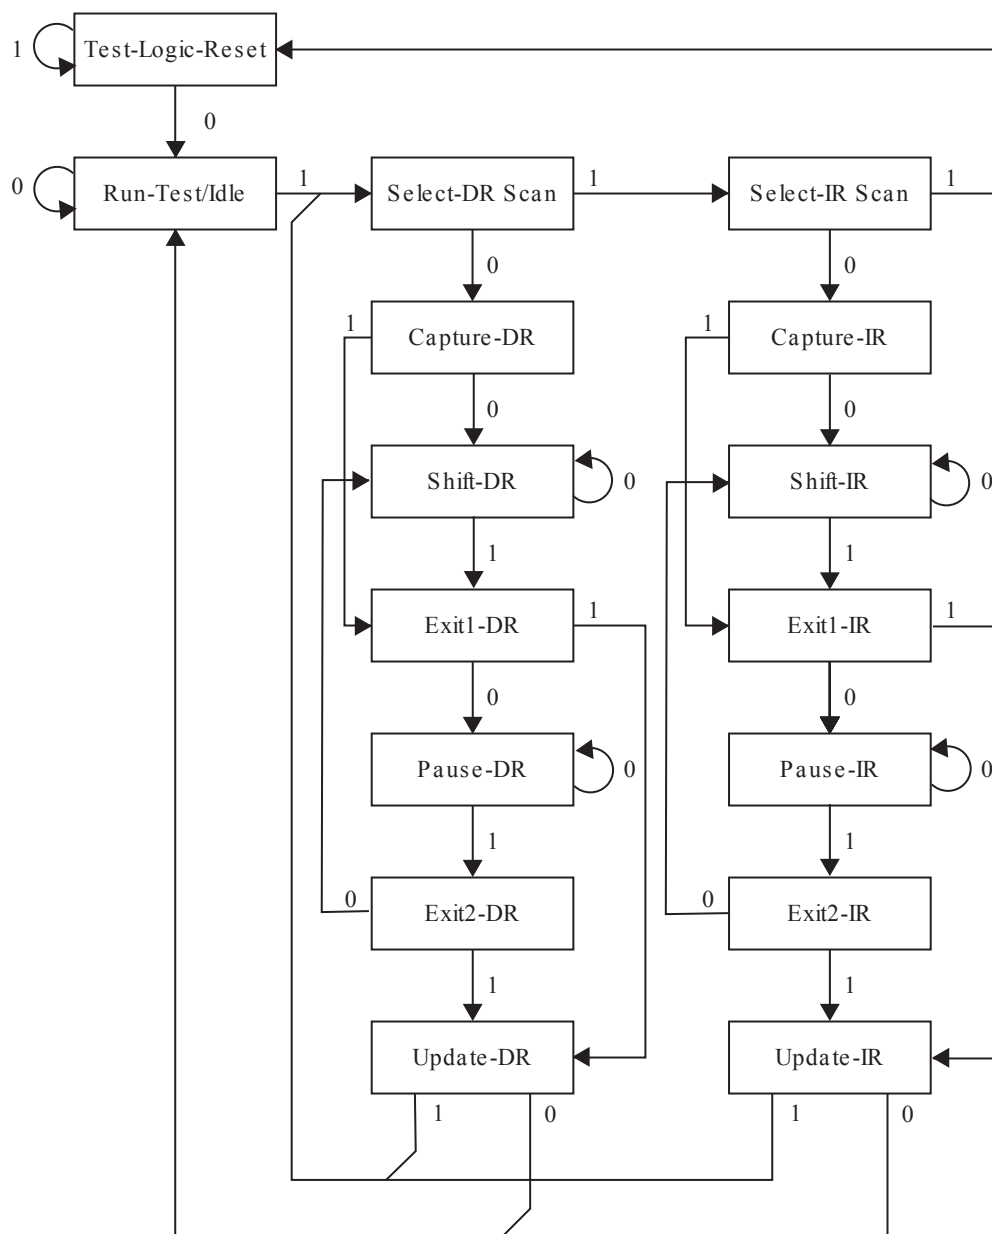 Test-Logic-Reset
1
0
Run-Test/Idle
0
1
Select-DR Scan
1
Select-IR Scan
1
0
0
1
Capture-DR
1
Capture-IR
0
0
Shift-DR
0
Shift-IR
0
1
1
Exit1-DR
1
Exit1-IR
1
0
0
Pause-DR
0
Pause-IR
0
1
1
0
Exit2-DR
0
Exit2-IR
1
1
Update-DR
Update-IR
1
0
1
0